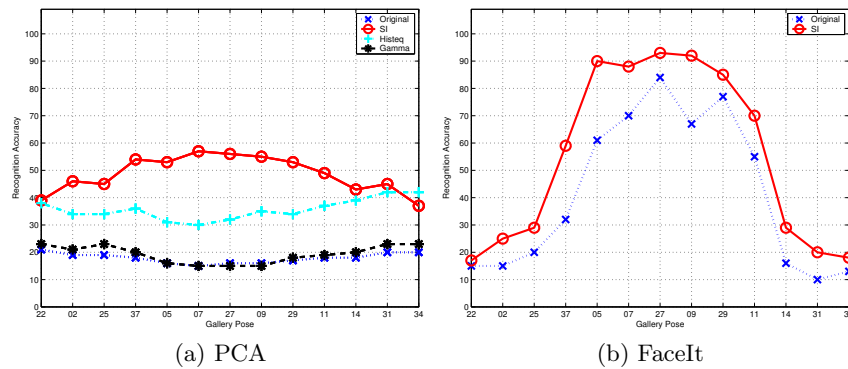 Original
SI
Histeq
Gamma
Recognition Accuracy
100
90
80
70
60
50
40
30
20
10
0
22 02 25 37 05 07 27 09 29 11 14 31 34
Gallery Pose
(a) PCA
Original
SI
Recognition Accuracy
100
90
80
70
60
50
40
30
20
10
0
22 02 25 37 05 07 27 09 29 11 14 31 3
Gallery Pose
(b) FaceIt